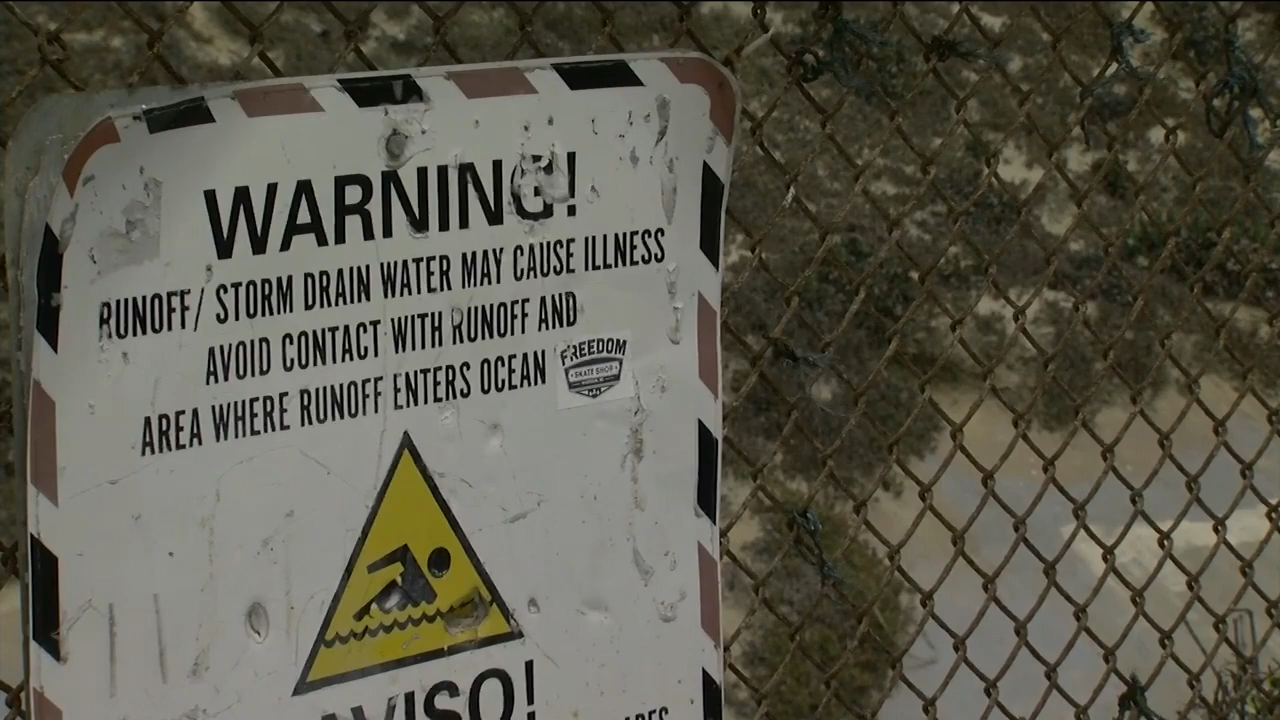 WARNING!
RUNOFF/ STORM DRAIN WATER MAY CAUSE ILLNESS
AVOID CONTACT WITH RUNOFF AND
AREA WHERE RUNOFF ENTERS OCEAN
FREEDOM
SKATE SHOP
AVISO!